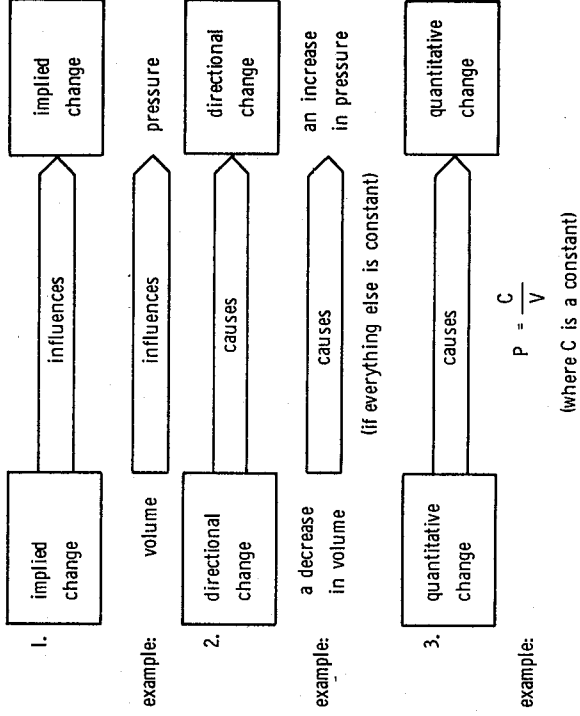 1.
implied
change
influences
implied
change
example:
volume
influences
pressure
2.
directional
change
causes
directional
change
example:
a decrease
in volume
causes
an increase
in pressure
(if everything else is constant)
3.
quantitative
change
causes
quantitative
change
example:
P = C
V
(where C is a constant)